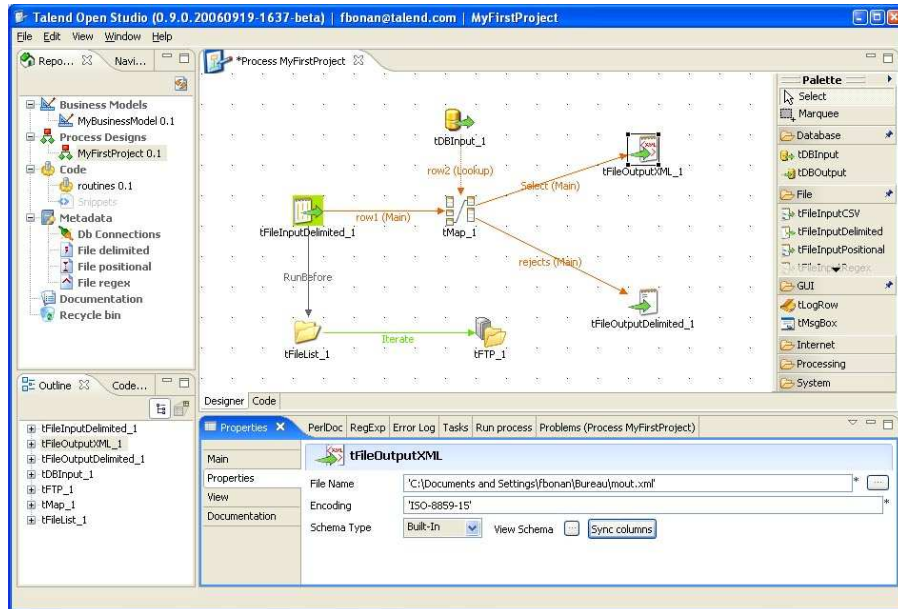 Talend Open Studio (0.9.0.20060919-1637-beta) | fbonan@talend.com | MyFirstProject
File Edit View Window Help
Repo... Navi...
Business Models
MyBusinessModel 0.1
Process Designs
MyFirstProject 0.1
Code
routines 0.1
Snippets
Metadata
Db Connections
File delimited
File positional
File regex
Documentation
Recycle bin
*Process MyFirstProject
tDBInput_1
row2 (Lookup)
Select (Main)
XML
tFileOutputXML_1
row1 (Main)
tFileInputDelimited_1
tMap_1
rejects (Main)
RunBefore
tFileOutputDelimited_1
Iterate
tFileList_1
tFTP_1
Designer Code
Palette
Select
Marquee
Database
tDBInput
tDBOutput
File
tFileInputCSV
tFileInputDelimited
tFileInputPositional
tFileInputRegex
GUI
tLogRow
tMsgBox
Internet
Processing
System
Outline Code...
tFileInputDelimited_1
tFileOutputXML_1
tFileOutputDelimited_1
tDBInput_1
tFTP_1
tMap_1
tFileList_1
Properties PerlDoc RegExp Error Log Tasks Run process Problems (Process MyFirstProject)
Main
Properties
View
Documentation
XML tFileOutputXML
File Name 'C:\Documents and Settings\fbonan\Bureau\mout.xml' * ...
Encoding 'ISO-8859-15' *
Schema Type Built-In View Schema ... Sync columns